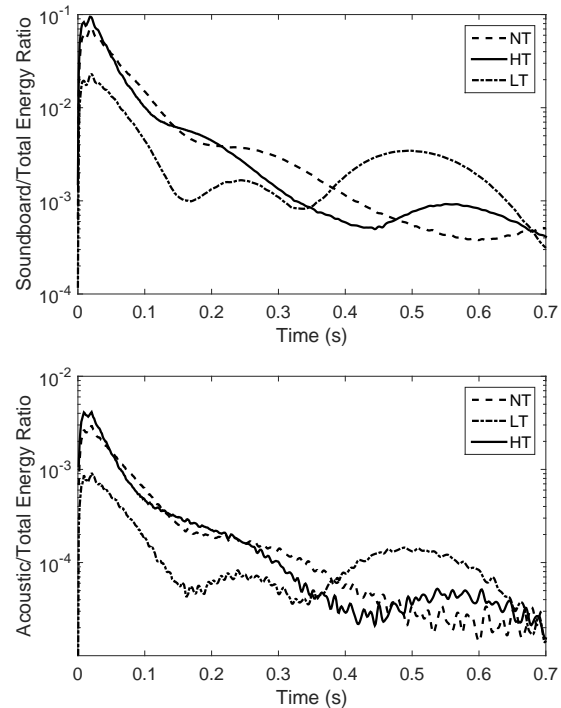 Soundboard/Total Energy Ratio
10-1
10-2
10-3
10-4
NT
HT
LT
0 0.1 0.2 0.3 0.4 0.5 0.6 0.7
Time (s)
Acoustic/Total Energy Ratio
10-2
10-3
10-4
NT
LT
HT
0 0.1 0.2 0.3 0.4 0.5 0.6 0.7
Time (s)